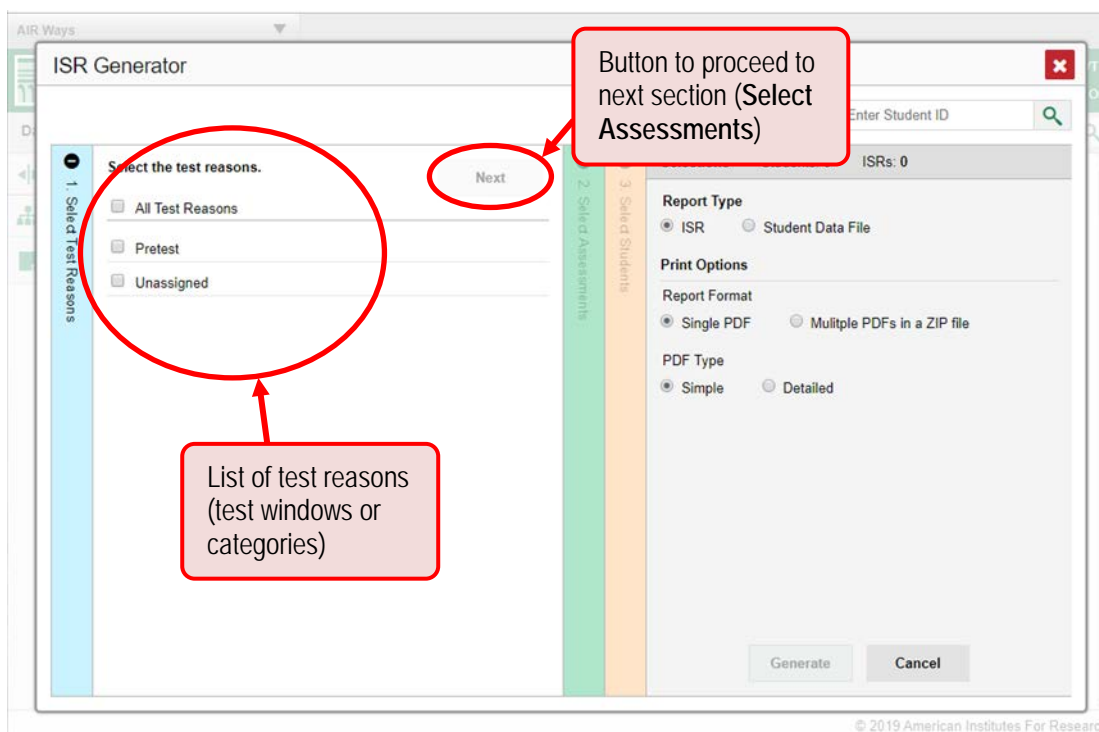 AIR Ways
ISR Generator
Button to proceed to
next section (Select
Assessments)
Enter Student ID
1. Select Test Reasons
Select the test reasons.
Next
All Test Reasons
Pretest
Unassigned
2. Select Assessments
3. Select Students
ISRs: 0
Report Type
ISR
Student Data File
Print Options
Report Format
Single PDF
Mulitple PDFs in a ZIP file
PDF Type
Simple
Detailed
List of test reasons
(test windows or
categories)
Generate
Cancel
© 2019 American Institutes For Researc